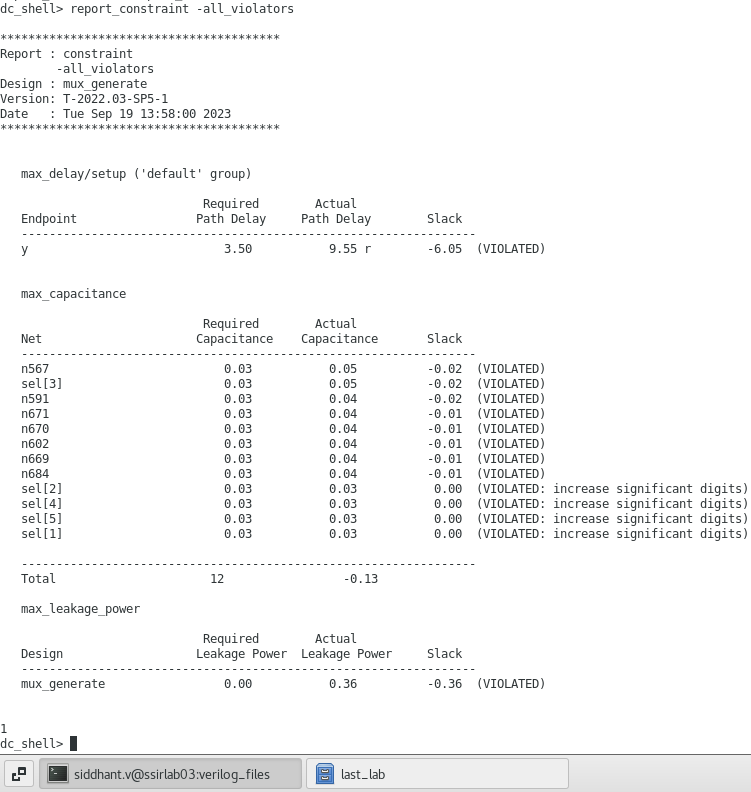 dc_shell> report_constraint -all_violators
****************************************
Report : constraint
        -all_violators
Design : mux_generate
Version: T-2022.03-SP5-1
Date   : Tue Sep 19 13:58:00 2023
****************************************
   max_delay/setup ('default' group)
                             Required        Actual
   Endpoint                 Path Delay     Path Delay        Slack
   -----------------------------------------------------------------
   y                            3.50           9.55 r       -6.05  (VIOLATED)
   max_capacitance
                             Required        Actual
   Net                      Capacitance    Capacitance       Slack
   -----------------------------------------------------------------
   n567                         0.03           0.05         -0.02  (VIOLATED)
   sel[3]                       0.03           0.05         -0.02  (VIOLATED)
   n591                         0.03           0.04         -0.02  (VIOLATED)
   n671                         0.03           0.04         -0.01  (VIOLATED)
   n670                         0.03           0.04         -0.01  (VIOLATED)
   n602                         0.03           0.04         -0.01  (VIOLATED)
   n669                         0.03           0.04         -0.01  (VIOLATED)
   n684                         0.03           0.04         -0.01  (VIOLATED)
   sel[2]                       0.03           0.03          0.00  (VIOLATED: increase significant digits)
   sel[4]                       0.03           0.03          0.00  (VIOLATED: increase significant digits)
   sel[5]                       0.03           0.03          0.00  (VIOLATED: increase significant digits)
   sel[1]                       0.03           0.03          0.00  (VIOLATED: increase significant digits)
   -----------------------------------------------------------------
   Total                      12                 -0.13
   max_leakage_power
                             Required        Actual
   Design                   Leakage Power  Leakage Power     Slack
   -----------------------------------------------------------------
   mux_generate                 0.00           0.36         -0.36  (VIOLATED)
1
dc_shell>
siddhant.v@ssirlab03:verilog_files
last_lab